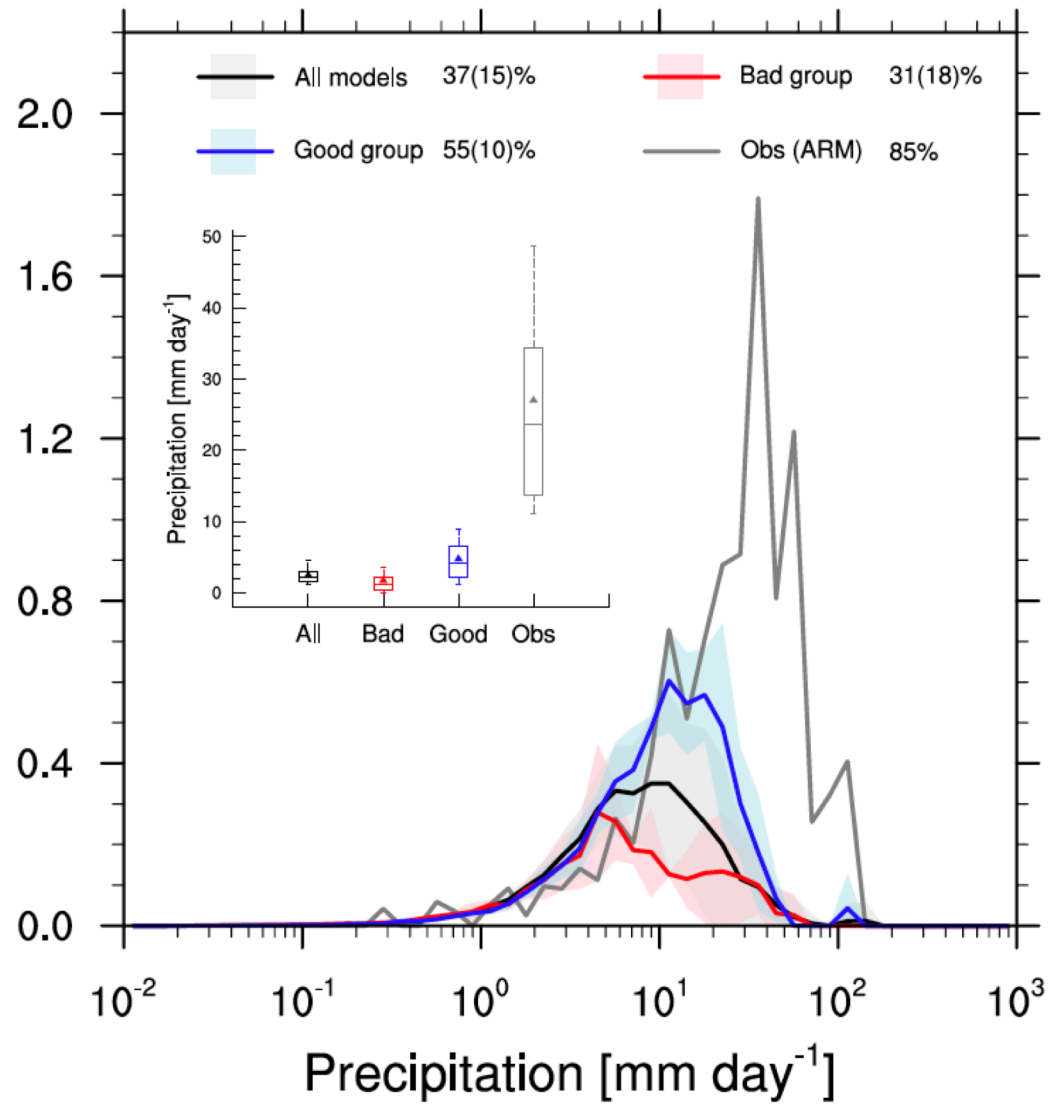 All models 37(15)% Bad group 31(18)%
Good group 55(10)% Obs (ARM) 85%
2.0
1.6
1.2
0.8
0.4
0.0
Precipitation [mm day⁻¹]
50
40
30
20
10
0
All Bad Good Obs
10⁻² 10⁻¹ 10⁰ 10¹ 10² 10³
Precipitation [mm day⁻¹]